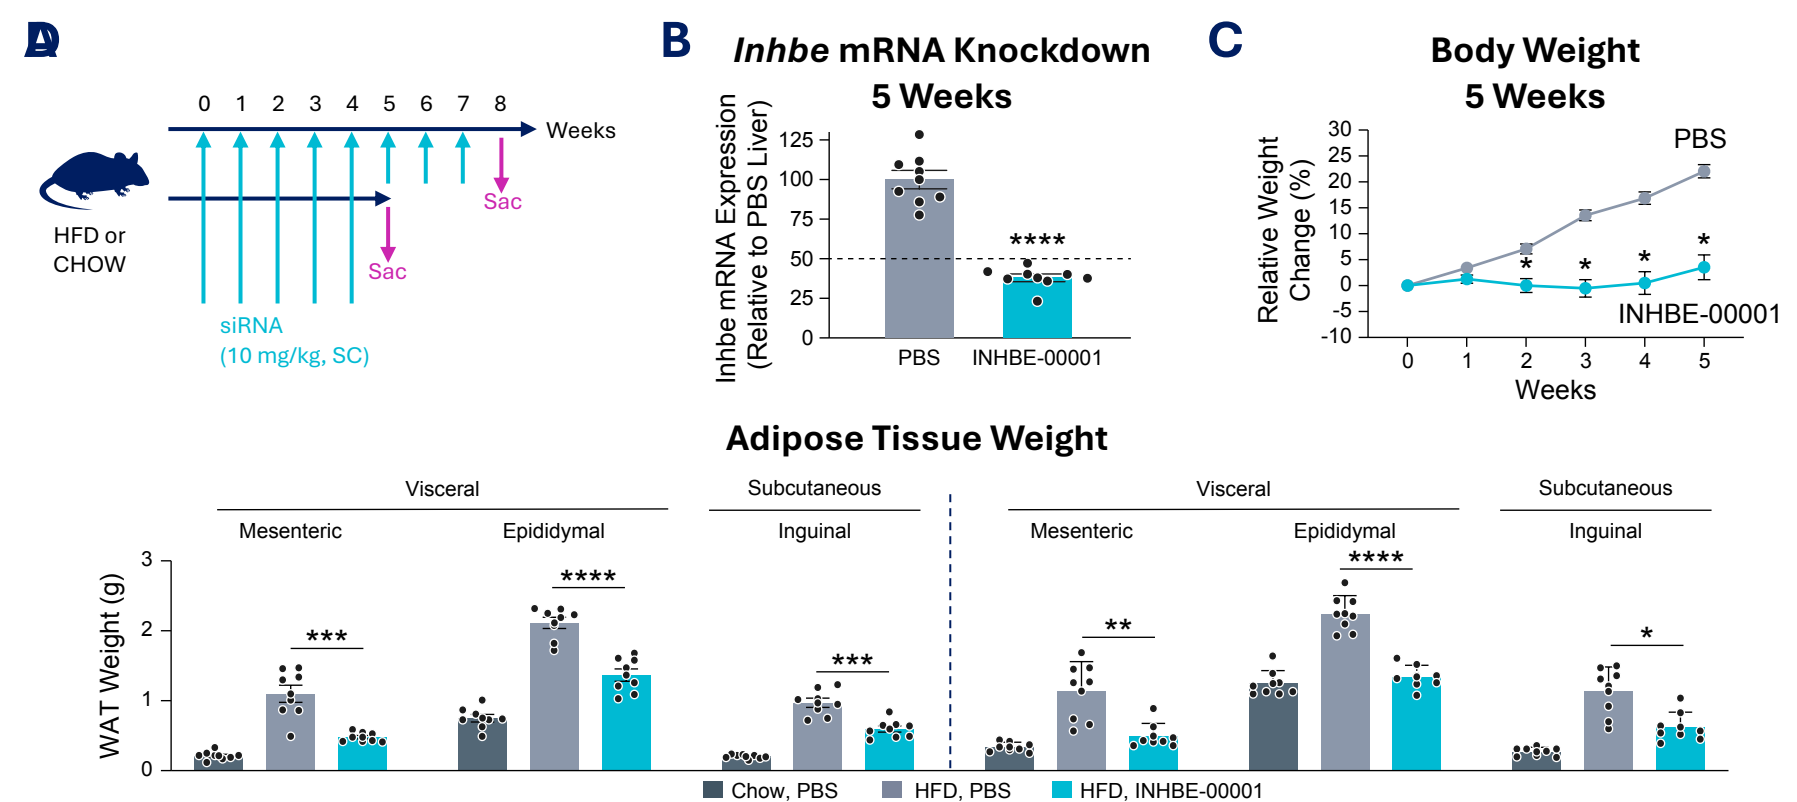 A
D
0 1 2 3 4 5 6 7 8
Weeks
Sac
Sac
HFD or
CHOW
siRNA
(10 mg/kg, SC)
B
Inhbe mRNA Knockdown
5 Weeks
Inhbe mRNA Expression
(Relative to PBS Liver)
125
100
75
50
25
0
****
PBS INHBE-00001
C
Body Weight
5 Weeks
Relative Weight
Change (%)
30
25
20
15
10
5
0
-5
-10
PBS
* * * *
INHBE-00001
0 1 2 3 4 5
Weeks
Adipose Tissue Weight
Visceral Subcutaneous Visceral Subcutaneous
Mesenteric Epididymal Inguinal Mesenteric Epididymal Inguinal
WAT Weight (g)
3
2
1
0
*** **** *** ** **** *
Chow, PBS HFD, PBS HFD, INHBE-00001